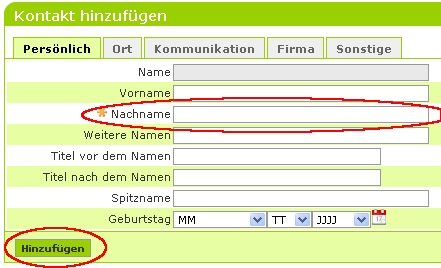 Kontakt hinzufügen
Persönlich Ort Kommunikation Firma Sonstige
Name
Vorname
* Nachname
Weitere Namen
Titel vor dem Namen
Titel nach dem Namen
Spitzname
Geburtstag MM TT JJJJ
Hinzufügen